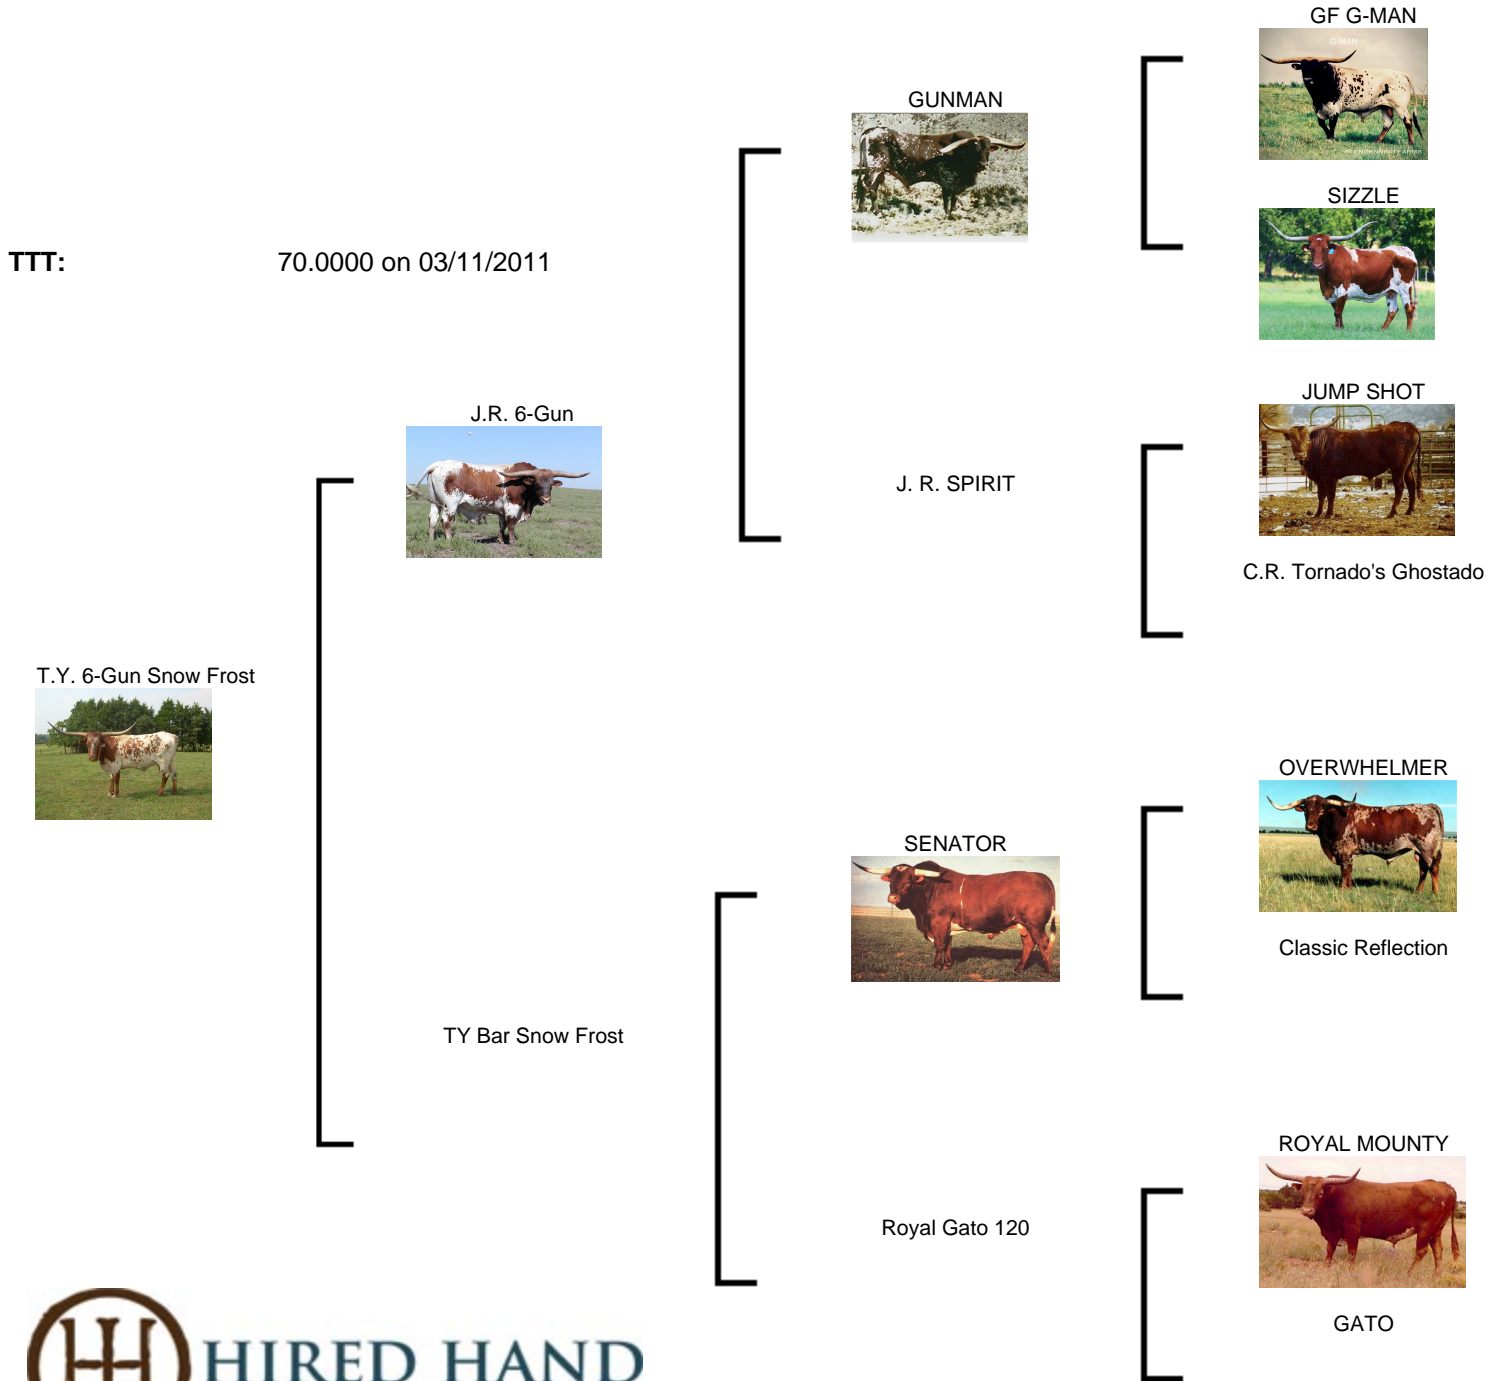 GF G-MAN
G-MAN
GUNMAN
SIZZLE
TTT: 70.0000 on 03/11/2011
JUMP SHOT
J.R. 6-Gun
J. R. SPIRIT
C.R. Tornado's Ghostado
T.Y. 6-Gun Snow Frost
OVERWHELMER
SENATOR
Classic Reflection
TY Bar Snow Frost
ROYAL MOUNTY
Royal Gato 120
GATO
HIRED HAND